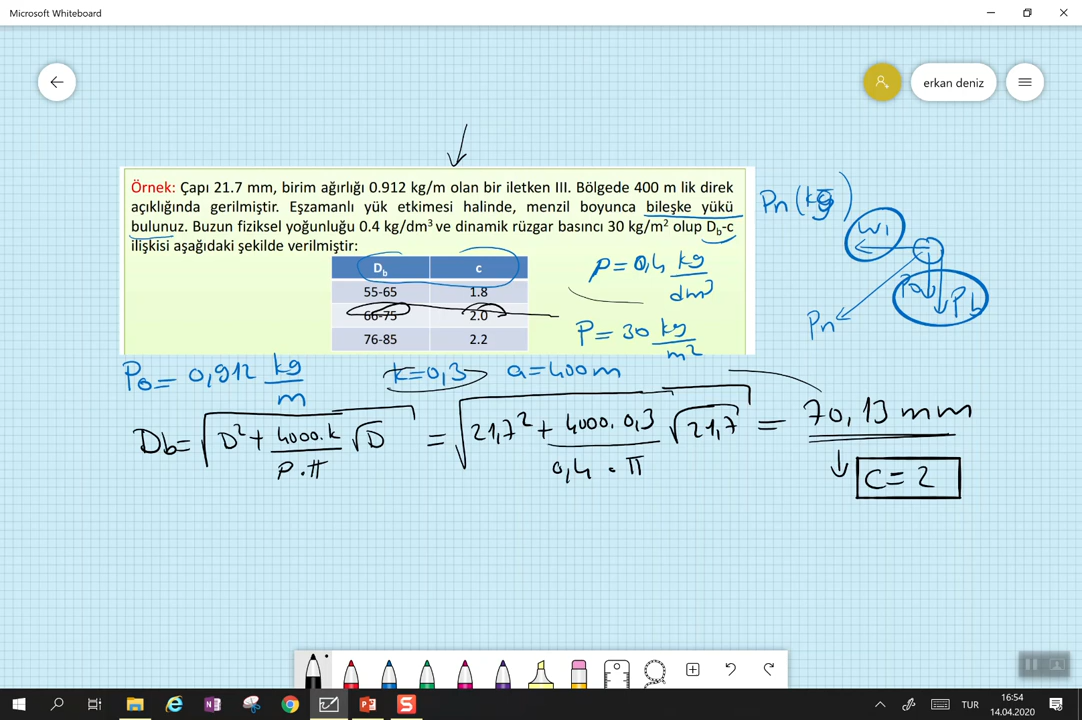 Microsoft Whiteboard
erkan deniz
Örnek: Çapı 21.7 mm, birim ağırlığı 0.912 kg/m olan bir iletken III. Bölgede 400 m lik direk
açıklığında gerilmiştir. Eşzamanlı yük etkimesi halinde, menzil boyunca bileşke yükü
bulunuz. Buzun fiziksel yoğunluğu 0.4 kg/dm³ ve dinamik rüzgar basıncı 30 kg/m² olup Db-c
ilişkisi aşağıdaki şekilde verilmiştir:
Db c
55-65 1.8
66-75 2.0
76-85 2.2
ρ = 0,4 kg/dm³
P = 30 kg/m²
Pn (kg)
W1
Po
Pb
Pn
Po = 0,912 kg/m k=0,3 a=400m
Db = √(D² + 4000.k/ρ.π √D) = √(21,7² + 4000.0,3/0,4.π √21,7) = 70,13 mm
↓ C = 2
TUR
16:54
14.04.2020